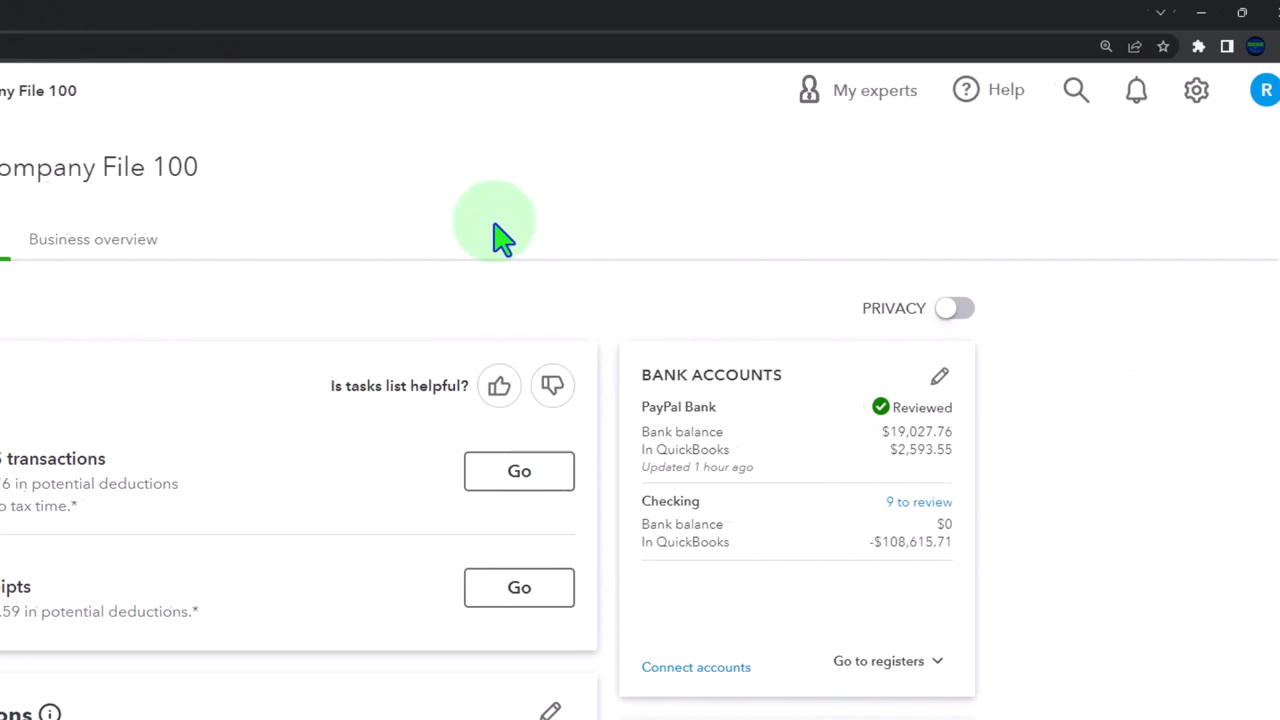 ny File 100
My experts
Help
R
ompany File 100
Business overview
PRIVACY
Is tasks list helpful?
BANK ACCOUNTS
PayPal Bank
Reviewed
Bank balance $19,027.76
In QuickBooks $2,593.55
Updated 1 hour ago
transactions
Go
6 in potential deductions
o tax time.*
Checking 9 to review
Bank balance $0
In QuickBooks -$108,615.71
ipts
Go
.59 in potential deductions.*
Connect accounts
Go to registers
ons